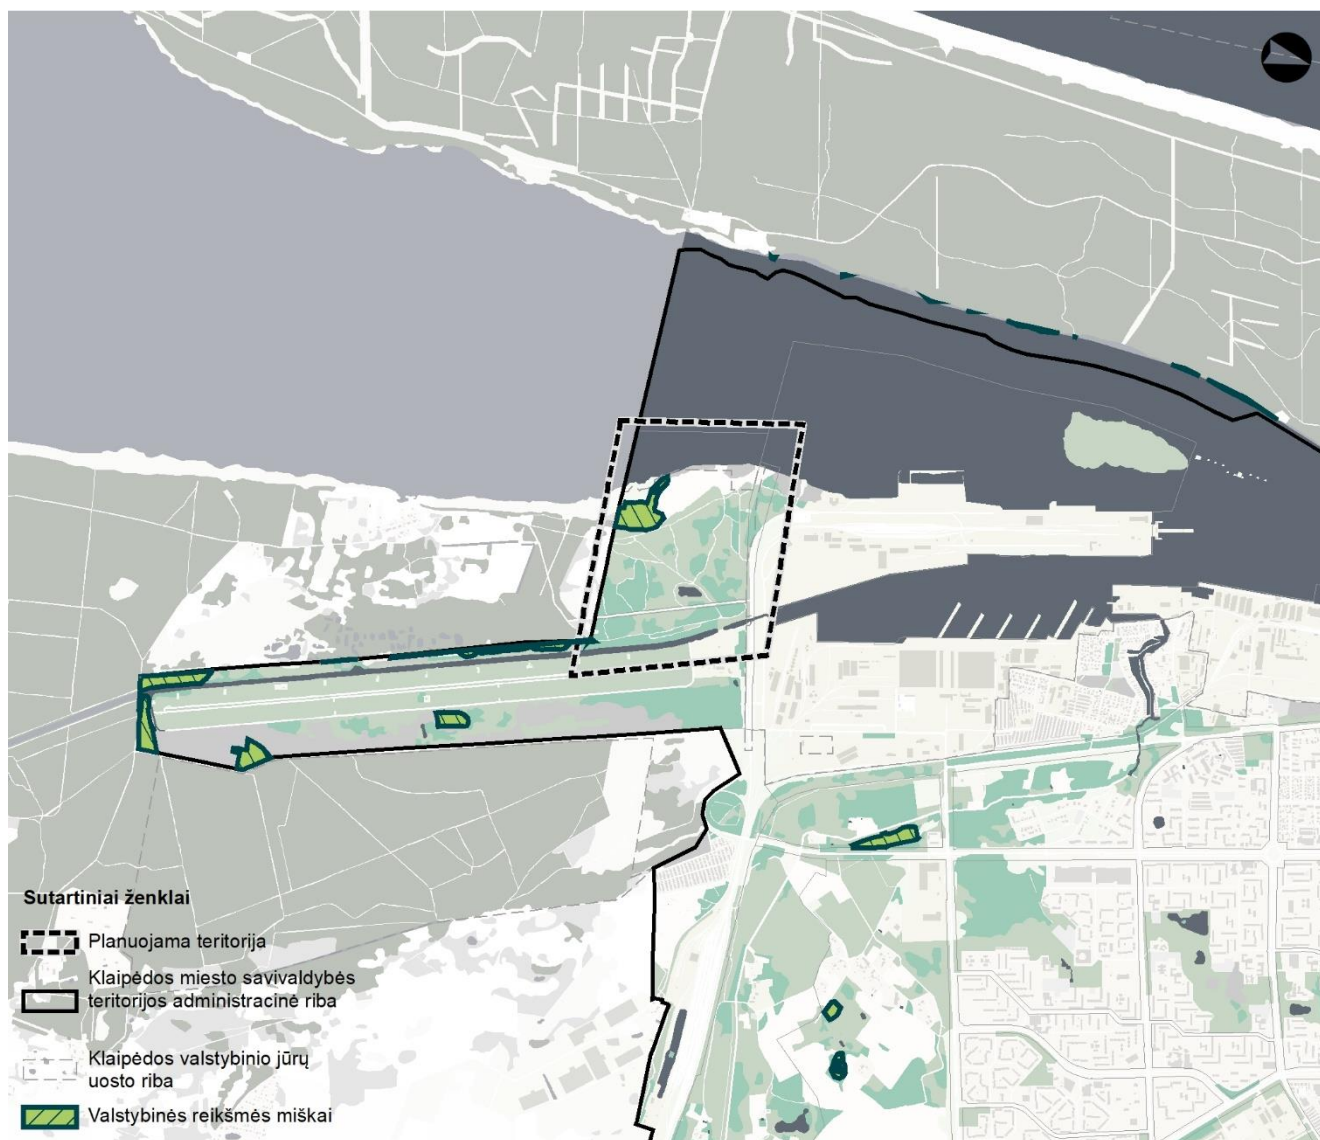 Sutartiniai ženklai
Planuojama teritorija
Klaipėdos miesto savivaldybės
teritorijos administracinė riba
Klaipėdos valstybinio jūrų
uosto riba
Valstybinės reikšmės miškai